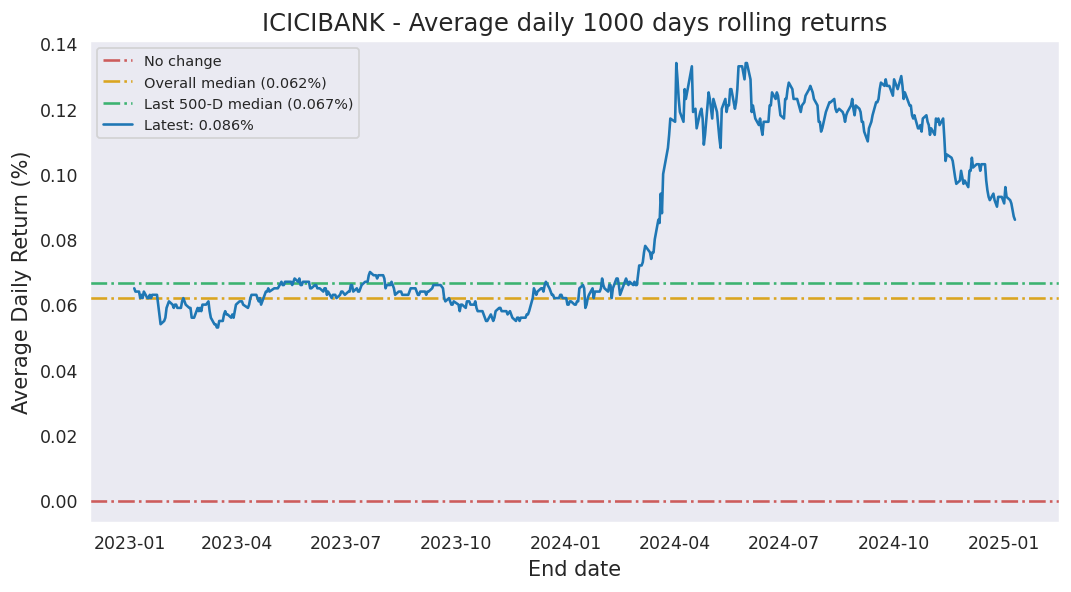 ICICIBANK - Average daily 1000 days rolling returns
No change
Overall median (0.062%)
Last 500-D median (0.067%)
Latest: 0.086%
Average Daily Return (%)
0.14
0.12
0.10
0.08
0.06
0.04
0.02
0.00
2023-01 2023-04 2023-07 2023-10 2024-01 2024-04 2024-07 2024-10 2025-01
End date